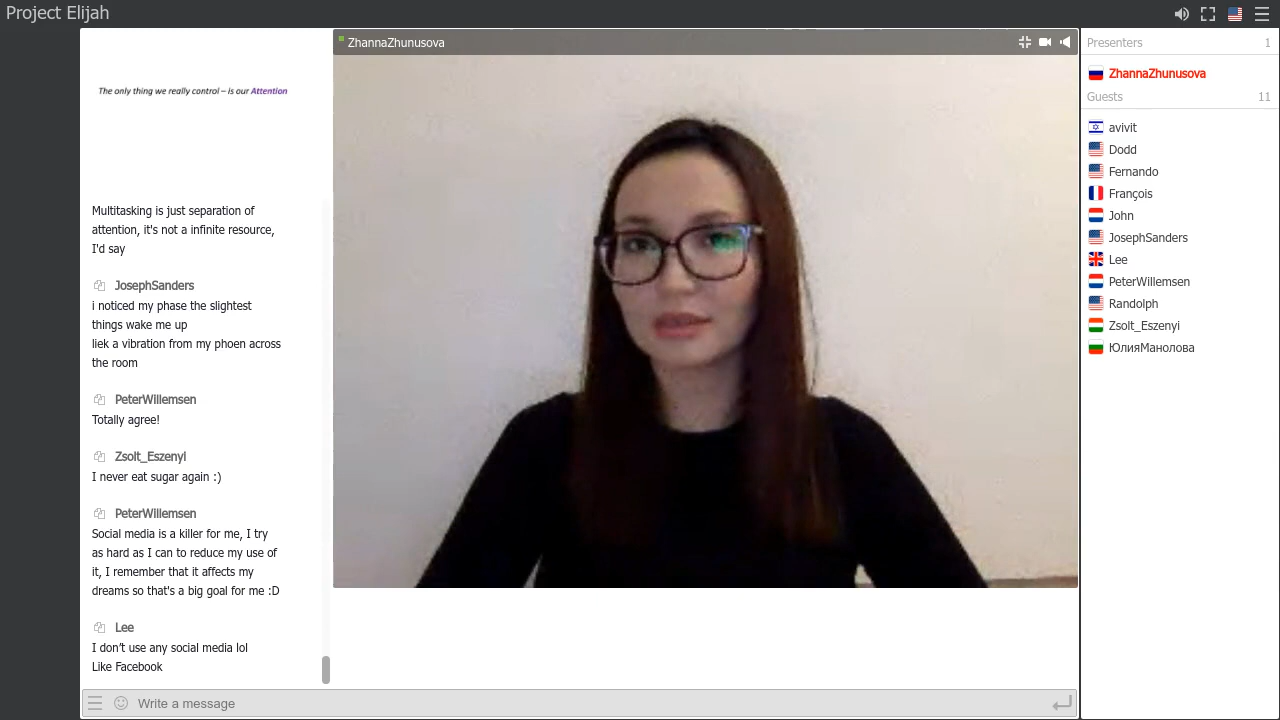 Project Elijah
The only thing we really control – is our Attention
Multitasking is just separation of
attention, it's not a infinite resource,
I'd say
JosephSanders
i noticed my phase the slightest
things wake me up
liek a vibration from my phoen across
the room
PeterWillemsen
Totally agree!
Zsolt_Eszenyi
I never eat sugar again :)
PeterWillemsen
Social media is a killer for me, I try
as hard as I can to reduce my use of
it, I remember that it affects my
dreams so that's a big goal for me :D
Lee
I don’t use any social media lol
Like Facebook
Write a message
ZhannaZhunusova
Presenters 1
ZhannaZhunusova
Guests 11
avivit
Dodd
Fernando
François
John
JosephSanders
Lee
PeterWillemsen
Randolph
Zsolt_Eszenyi
ЮлияМанолова